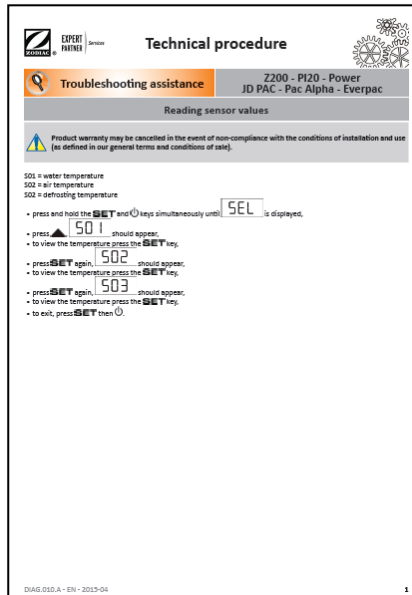 ZODIAC®
EXPERT
PARTNER
Services
Technical procedure
Troubleshooting assistance
Z200 - PI20 - Power
JD PAC - Pac Alpha - Everpac
Reading sensor values
Product warranty may be cancelled in the event of non-compliance with the conditions of installation and use
(as defined in our general terms and conditions of sale).
S01 = water temperature
S02 = air temperature
S02 = defrosting temperature
• press and hold the SET and ⏻ keys simultaneously until SEL is displayed,
• press ▲, S01 should appear,
• to view the temperature press the SET key,
• press SET again, S02 should appear,
• to view the temperature press the SET key,
• press SET again, S03 should appear,
• to view the temperature press the SET key,
• to exit, press SET then ⏻.
DIAG.010.A - EN - 2015-04
1